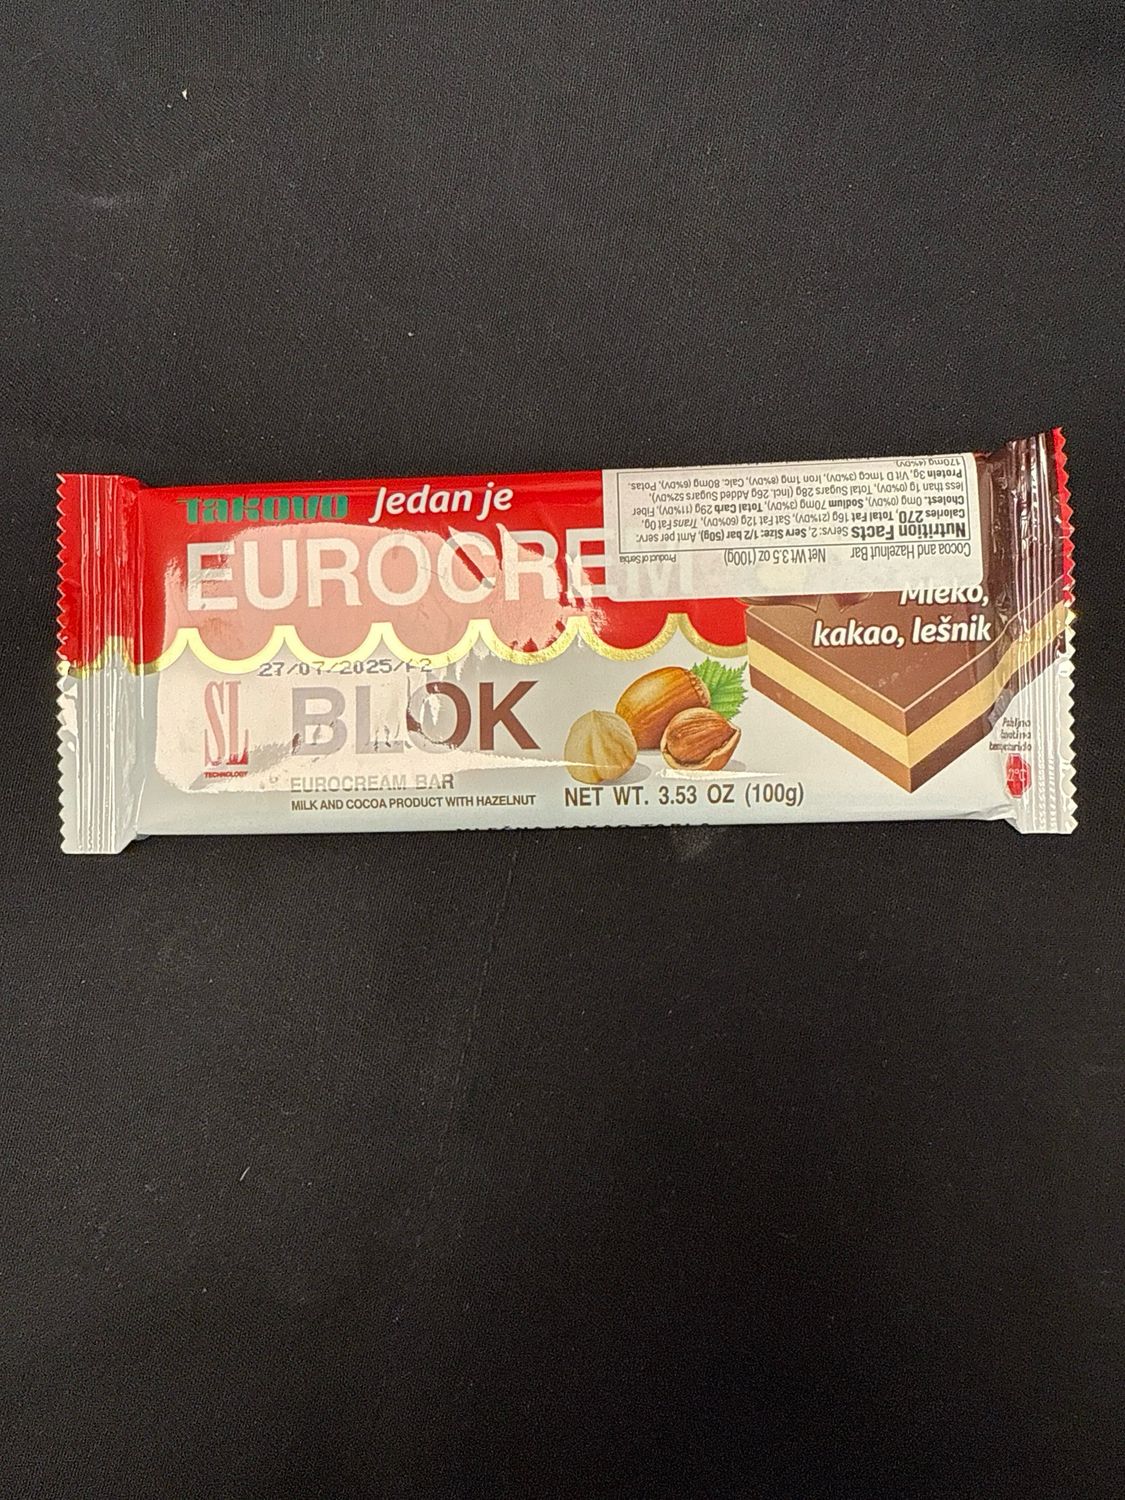 Takovo Jedan je
EUROCREM
27/07/2025/
BLOK
SL
TECHNOLOGY
EUROCREAM BAR
MILK AND COCOA PRODUCT WITH HAZELNUT
NET WT. 3.53 OZ (100g)
Mleko,
kakao, lešnik
Cocoa and Hazelnut Bar Net Wt 3.5 oz (100g) Product of Serbia
Nutrition Facts Servs: 2, Serv Size: 1/2 bar (50g), Amt per serv:
Calories 270, Total Fat 16g (21%DV), Sat Fat 12g (60%DV), Trans Fat 0g,
Cholest. 0mg (0%DV), Sodium 70mg (3%DV), Total Carb 29g (11%DV), Fiber
less than 1g (0%DV), Total Sugars 28g (Incl. 26g Added Sugars 52%DV),
Protein 3g, Vit D 1mcg (3%DV), Iron 1mg (8%DV), Calc. 80mg (6%DV), Potas.
170mg (4%DV)